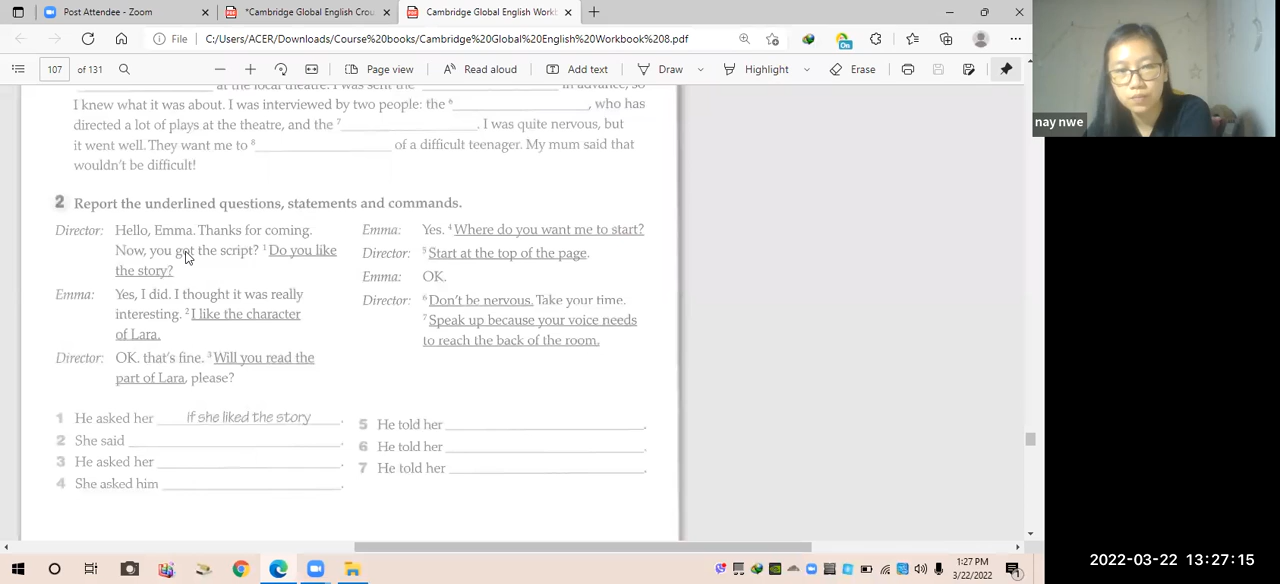 Post Attendee - Zoom
*Cambridge Global English Crou
Cambridge Global English Workb
File
C:/Users/ACER/Downloads/Course%20books/Cambridge%20Global%20English%20Workbook%208.pdf
On
107 of 131
Page view
Read aloud
Add text
Draw
Highlight
Erase
nay nwe
at the local theatre. I was sent the in advance, so
I knew what it was about. I was interviewed by two people: the 6 , who has
directed a lot of plays at the theatre, and the 7 . I was quite nervous, but
it went well. They want me to 8 of a difficult teenager. My mum said that
wouldn't be difficult!
2 Report the underlined questions, statements and commands.
Director: Hello, Emma. Thanks for coming.
Now, you got the script? 1 Do you like
the story?
Emma: Yes, I did. I thought it was really
interesting. 2 I like the character
of Lara.
Director: OK. that's fine. 3 Will you read the
part of Lara, please?
Emma: Yes. 4 Where do you want me to start?
Director: 5 Start at the top of the page.
Emma: OK.
Director: 6 Don't be nervous. Take your time.
7 Speak up because your voice needs
to reach the back of the room.
1 He asked her if she liked the story .
2 She said .
3 He asked her .
4 She asked him .
5 He told her .
6 He told her .
7 He told her .
1:27 PM
3/22/2022
2022-03-22 13:27:15